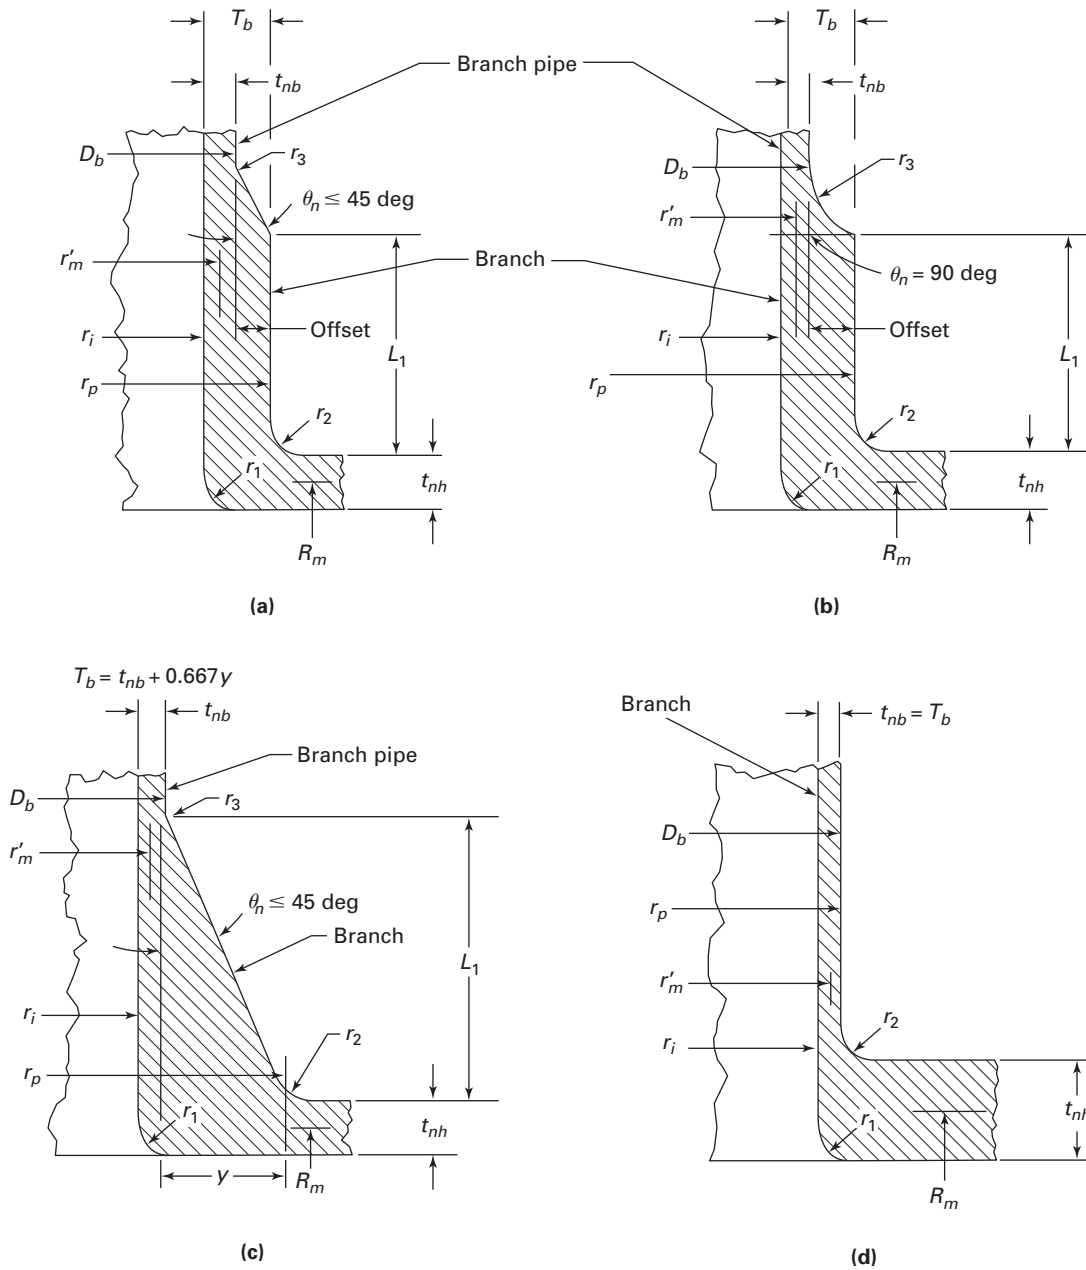 T_b
T_b
Branch pipe
t_nb
t_nb
D_b
r_3
D_b
r_3
θ_n ≤ 45 deg
r′_m
r′_m
Branch
θ_n = 90 deg
r_i
Offset
r_i
Offset
L_1
L_1
r_p
r_p
r_2
r_2
r_1
t_nh
r_1
t_nh
R_m
R_m
(a)
(b)
T_b = t_nb + 0.667y
t_nb
Branch
t_nb = T_b
Branch pipe
D_b
r_3
D_b
r′_m
θ_n ≤ 45 deg
r_p
Branch
L_1
r′_m
r_i
r_2
r_2
r_i
r_p
r_1
t_nh
r_1
t_nh
y
R_m
R_m
(c)
(d)